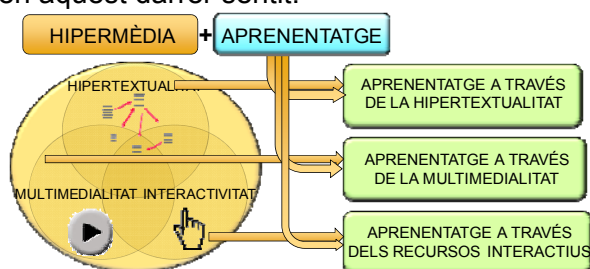 en aquest darrer sentit.
HIPERMÈDIA + APRENENTATGE
HIPERTEXTUALITAT
APRENENTATGE A TRAVÉS
DE LA HIPERTEXTUALITAT
APRENENTATGE A TRAVÉS
DE LA MULTIMEDIALITAT
MULTIMEDIALITAT INTERACTIVITAT
APRENENTATGE A TRAVÉS
DELS RECURSOS INTERACTIUS